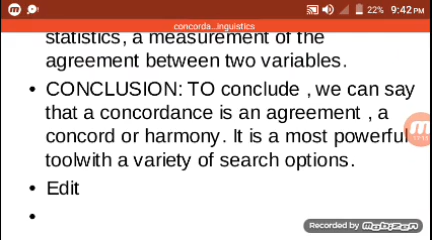 22% 9:42 PM
concorda...inguistics
statistics, a measurement of the
agreement between two variables.
• CONCLUSION: TO conclude , we can say
that a concordance is an agreement , a
concord or harmony. It is a most powerful
toolwith a variety of search options.
• Edit
•
Recorded by mobizen